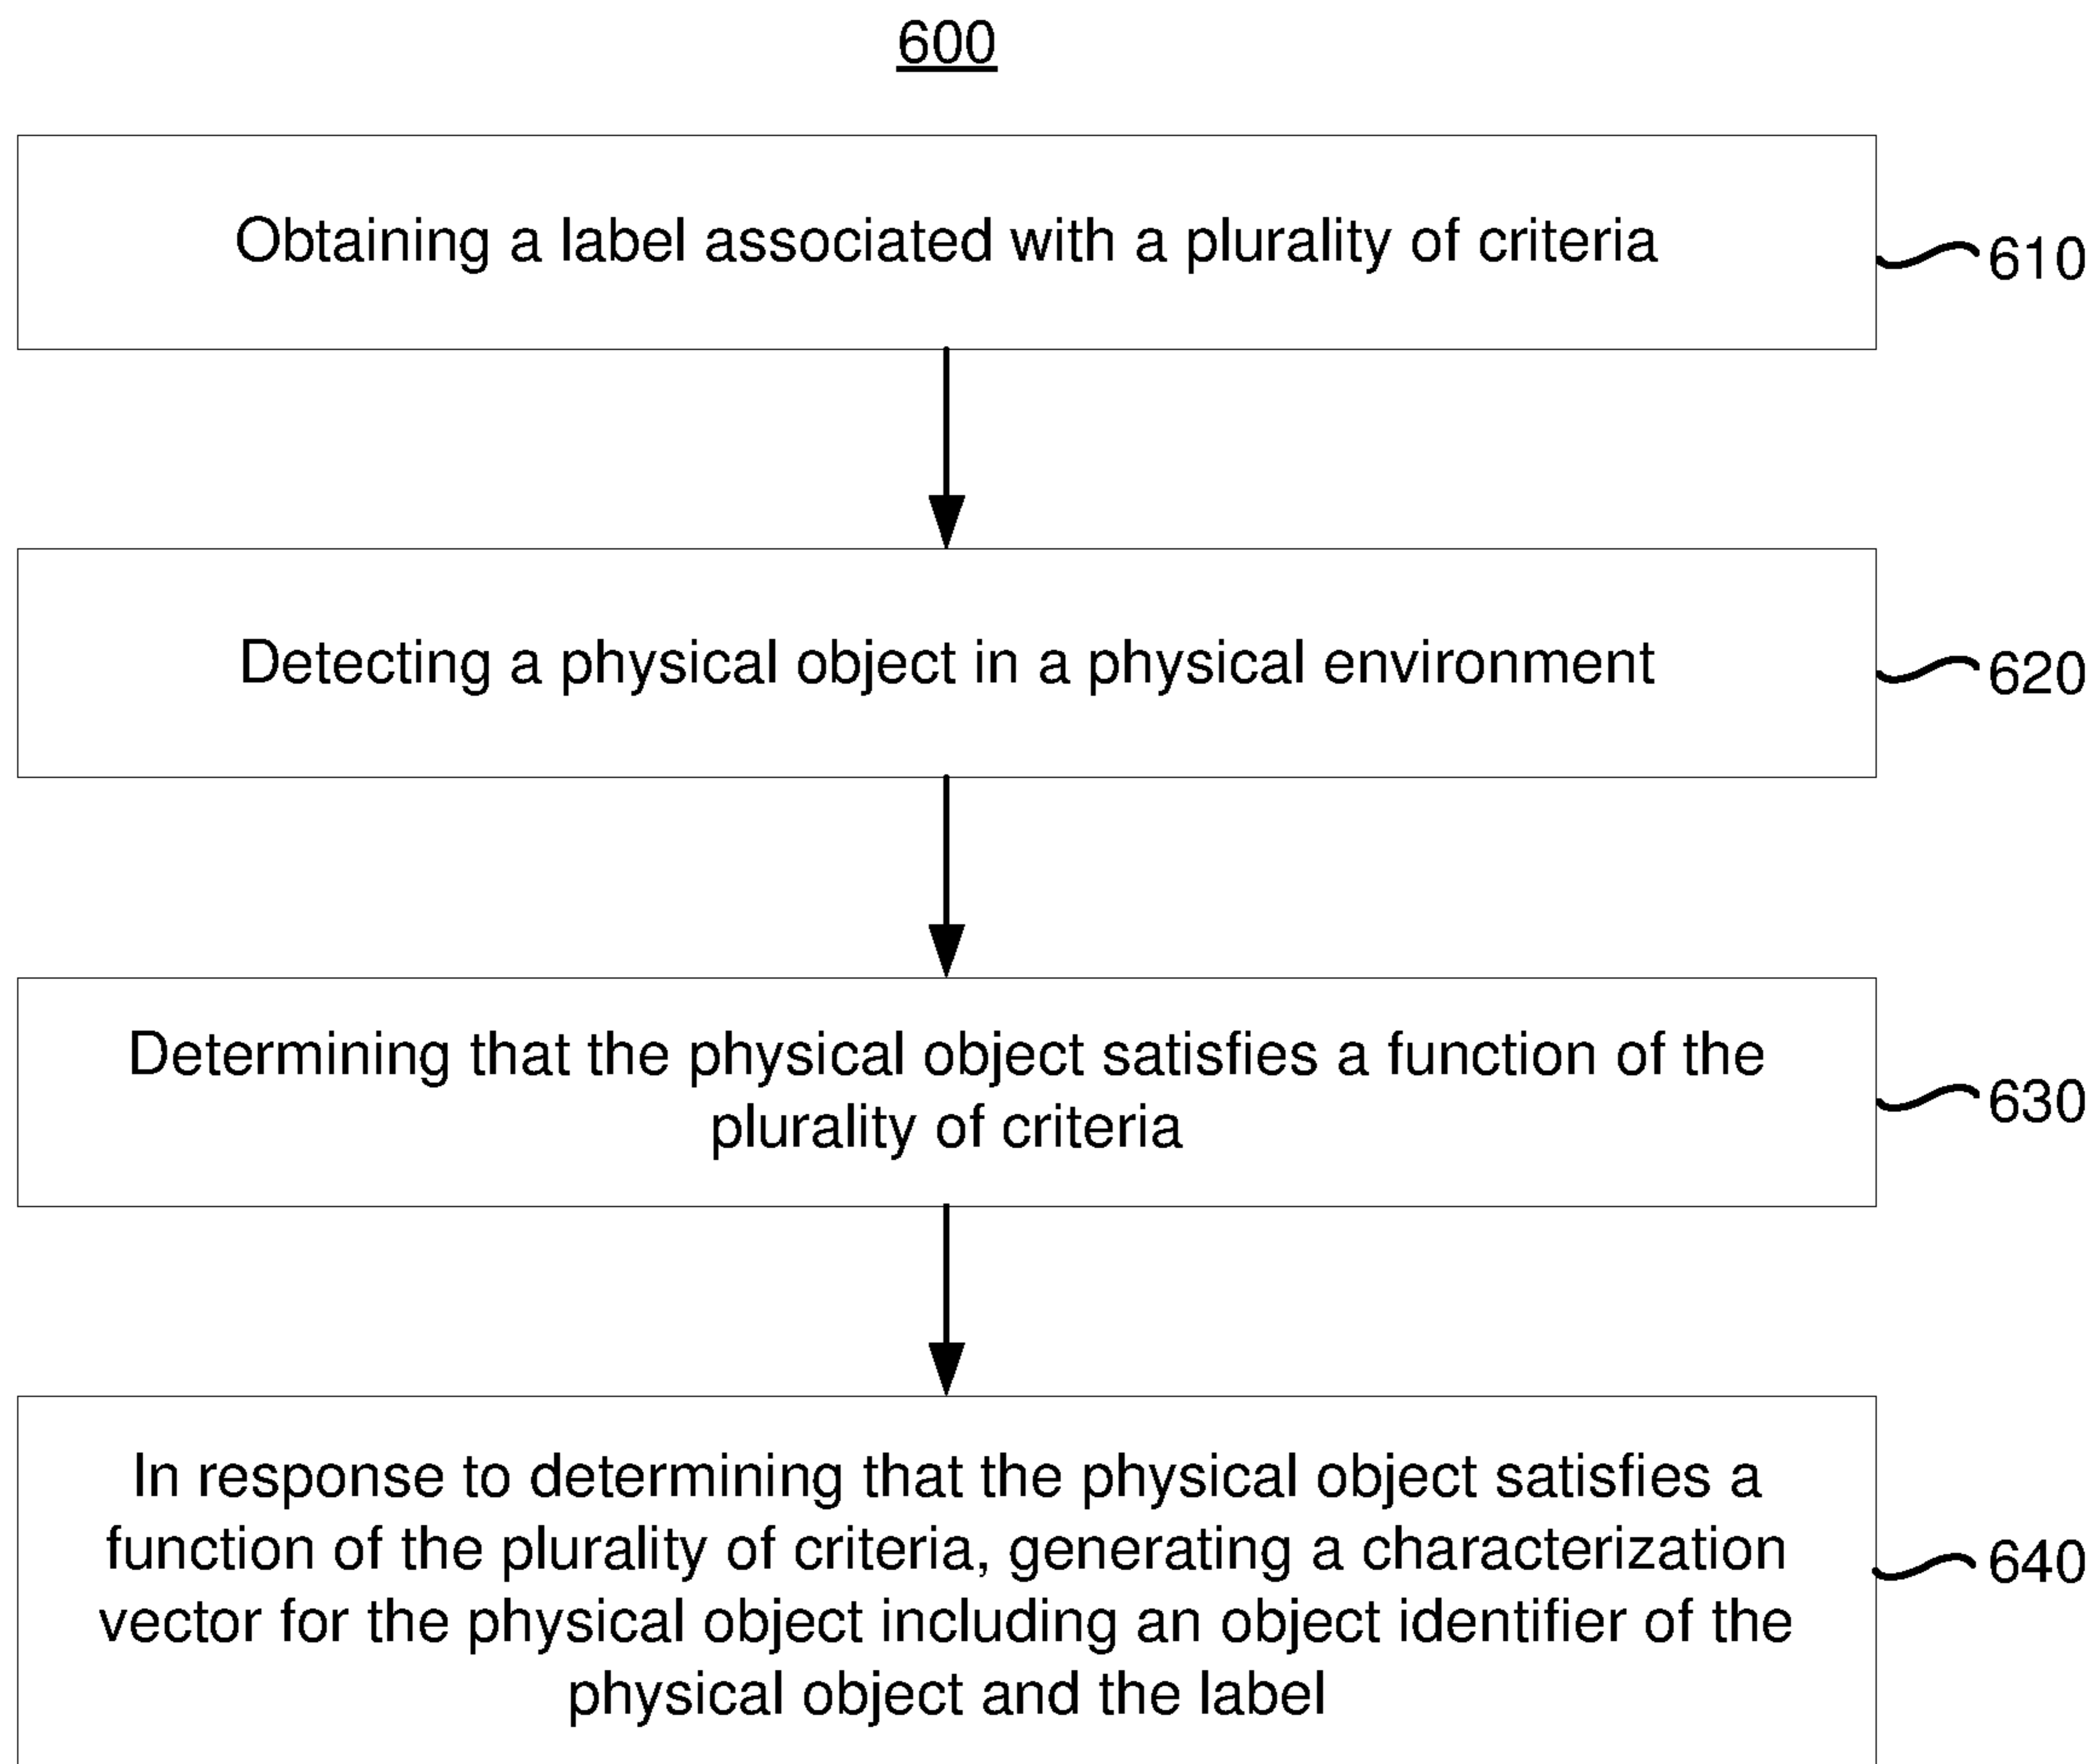 600
Obtaining a label associated with a plurality of criteria
610
Detecting a physical object in a physical environment
620
Determining that the physical object satisfies a function of the
plurality of criteria
630
In response to determining that the physical object satisfies a
function of the plurality of criteria, generating a characterization
vector for the physical object including an object identifier of the
physical object and the label
640